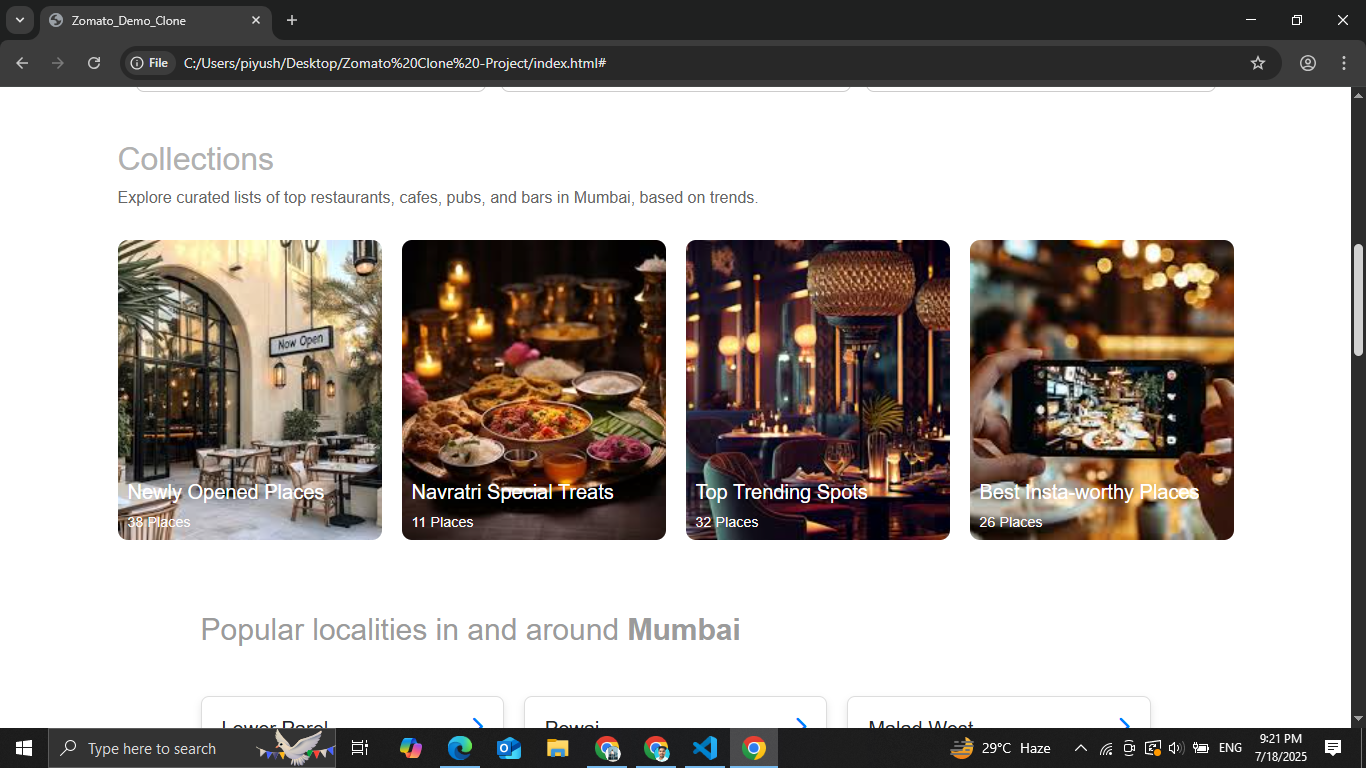 Zomato_Demo_Clone
File
C:/Users/piyush/Desktop/Zomato%20Clone%20-Project/index.html#
Collections
Explore curated lists of top restaurants, cafes, pubs, and bars in Mumbai, based on trends.
Now Open
Newly Opened Places
38 Places
Navratri Special Treats
11 Places
Top Trending Spots
32 Places
Best Insta-worthy Places
26 Places
Popular localities in and around Mumbai
Lower Parel
Powai
Malad West
Type here to search
29°C Haze
ENG
9:21 PM
7/18/2025